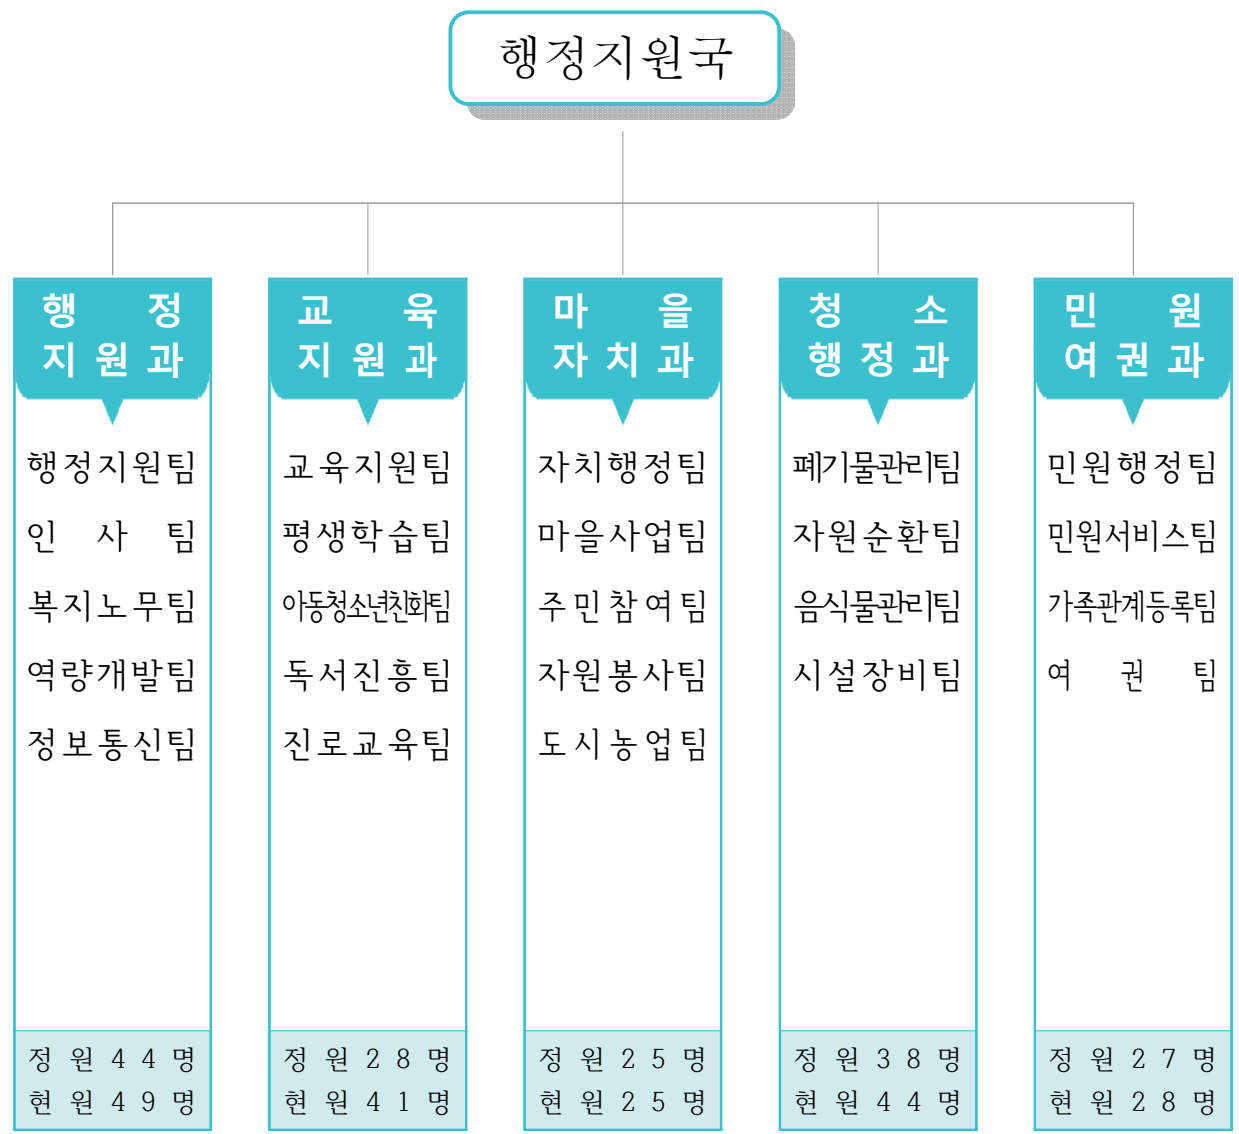 행정지원국
행 정
지 원 과
행정지원팀
인 사 팀
복지노무팀
역량개발팀
정보통신팀
정 원 4 4 명
현 원 4 9 명
교 육
지 원 과
교육지원팀
평생학습팀
아동청소년친화팀
독서진흥팀
진로교육팀
정 원 2 8 명
현 원 4 1 명
마 을
자 치 과
자치행정팀
마을사업팀
주민참여팀
자원봉사팀
도시농업팀
정 원 2 5 명
현 원 2 5 명
청 소
행 정 과
폐기물관리팀
자원순환팀
음식물관리팀
시설장비팀
정 원 3 8 명
현 원 4 4 명
민 원
여 권 과
민원행정팀
민원서비스팀
가족관계등록팀
여 권 팀
정 원 2 7 명
현 원 2 8 명